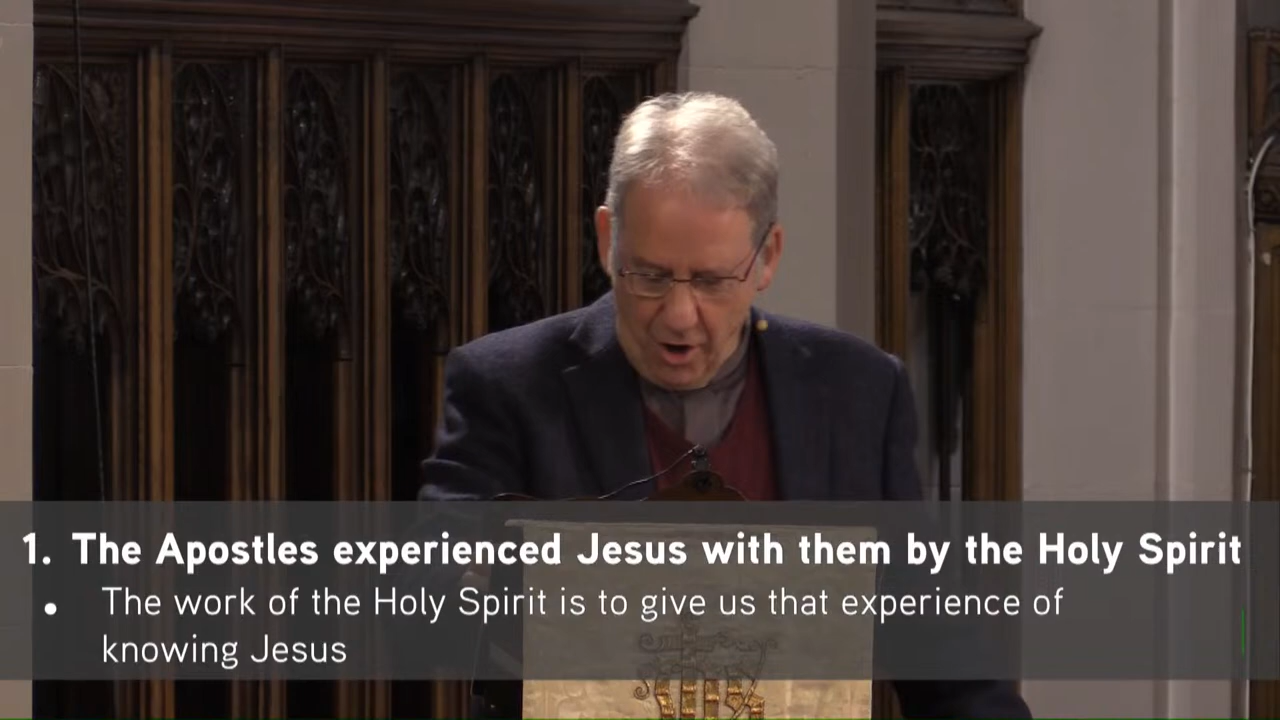 1. The Apostles experienced Jesus with them by the Holy Spirit
• The work of the Holy Spirit is to give us that experience of
knowing Jesus